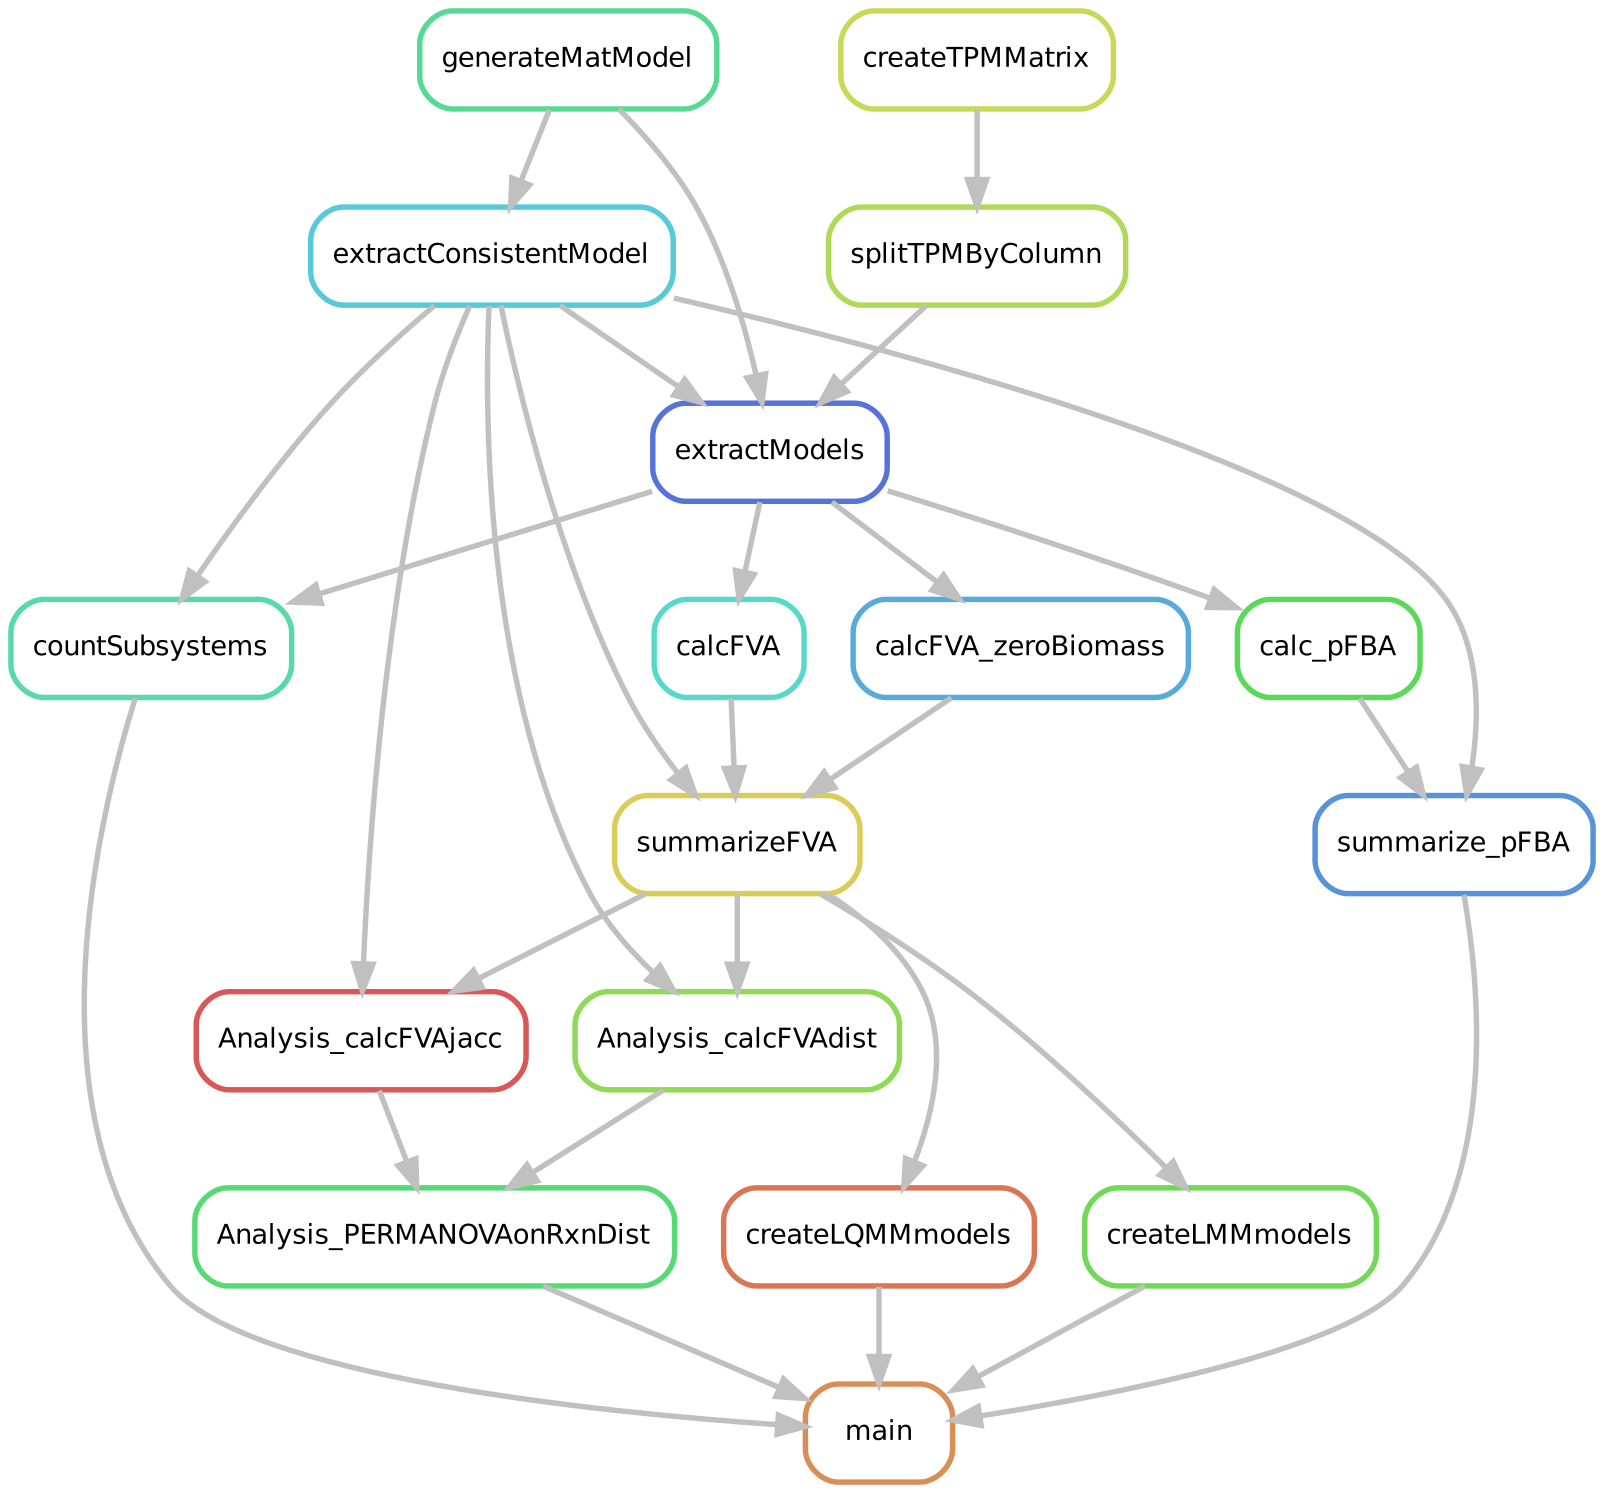 generateMatModel
createTPMMatrix
extractConsistentModel
splitTPMByColumn
extractModels
countSubsystems
calcFVA
calcFVA_zeroBiomass
calc_pFBA
summarizeFVA
summarize_pFBA
Analysis_calcFVAjacc
Analysis_calcFVAdist
Analysis_PERMANOVAonRxnDist
createLQMMmodels
createLMMmodels
main